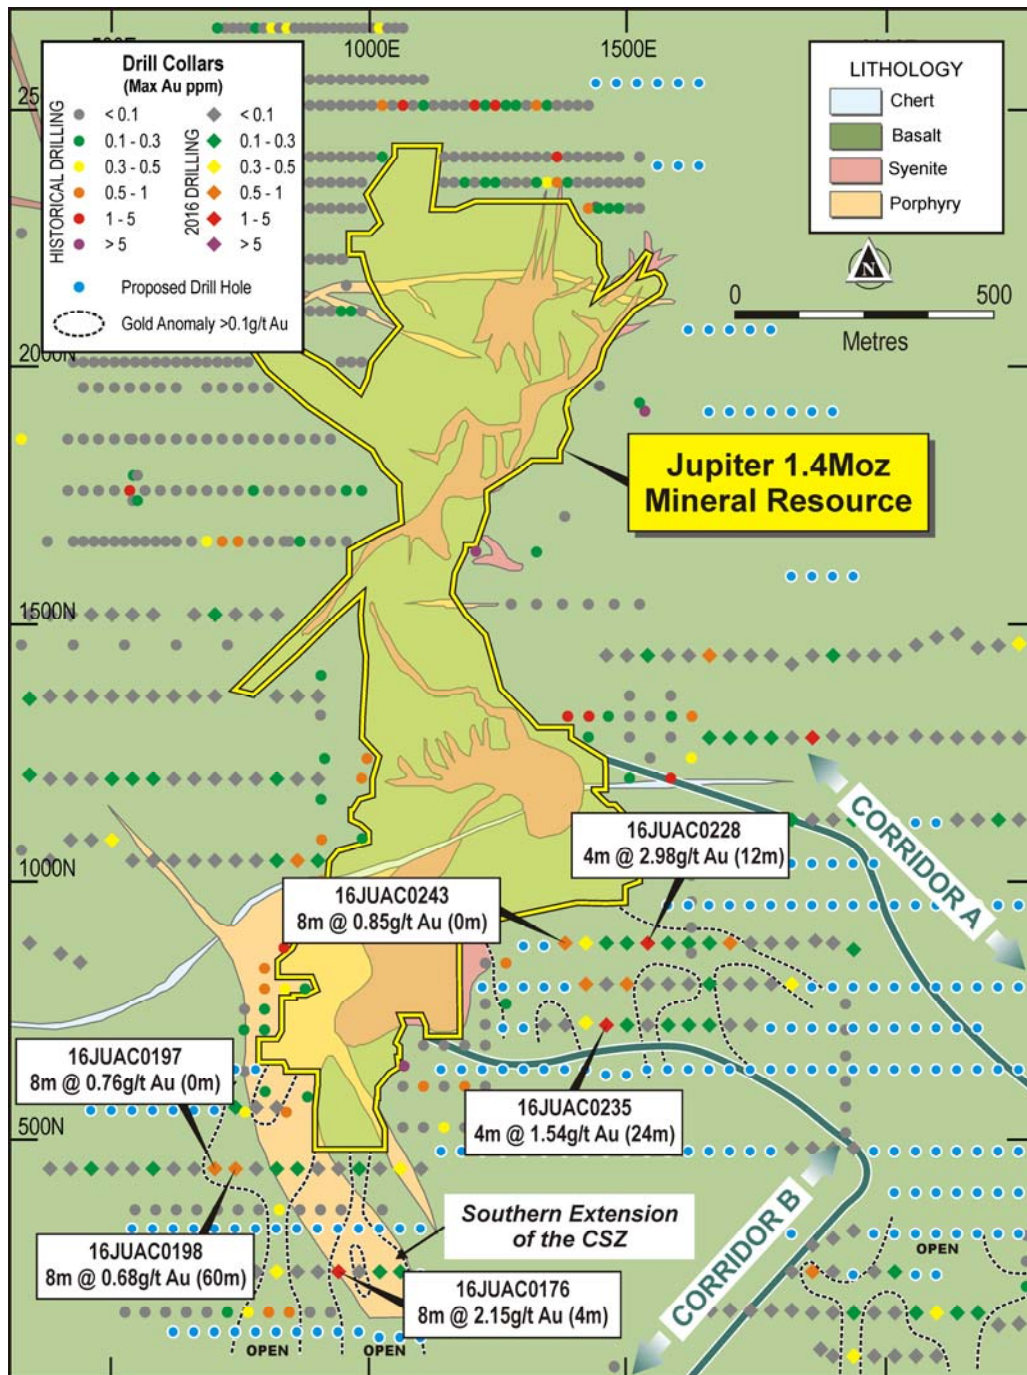 500E
1000E
1500E
Drill Collars
(Max Au ppm)
HISTORICAL DRILLING
2016 DRILLING
< 0.1
< 0.1
0.1 - 0.3
0.1 - 0.3
0.3 - 0.5
0.3 - 0.5
0.5 - 1
0.5 - 1
1 - 5
1 - 5
> 5
> 5
Proposed Drill Hole
Gold Anomaly >0.1g/t Au
LITHOLOGY
Chert
Basalt
Syenite
Porphyry
N
0
500
Metres
2000N
Jupiter 1.4Moz
Mineral Resource
1500N
1000N
16JUAC0228
4m @ 2.98g/t Au (12m)
16JUAC0243
8m @ 0.85g/t Au (0m)
CORRIDOR A
16JUAC0197
8m @ 0.76g/t Au (0m)
16JUAC0235
4m @ 1.54g/t Au (24m)
500N
Southern Extension
of the CSZ
CORRIDOR B
16JUAC0198
8m @ 0.68g/t Au (60m)
16JUAC0176
8m @ 2.15g/t Au (4m)
OPEN
OPEN
OPEN